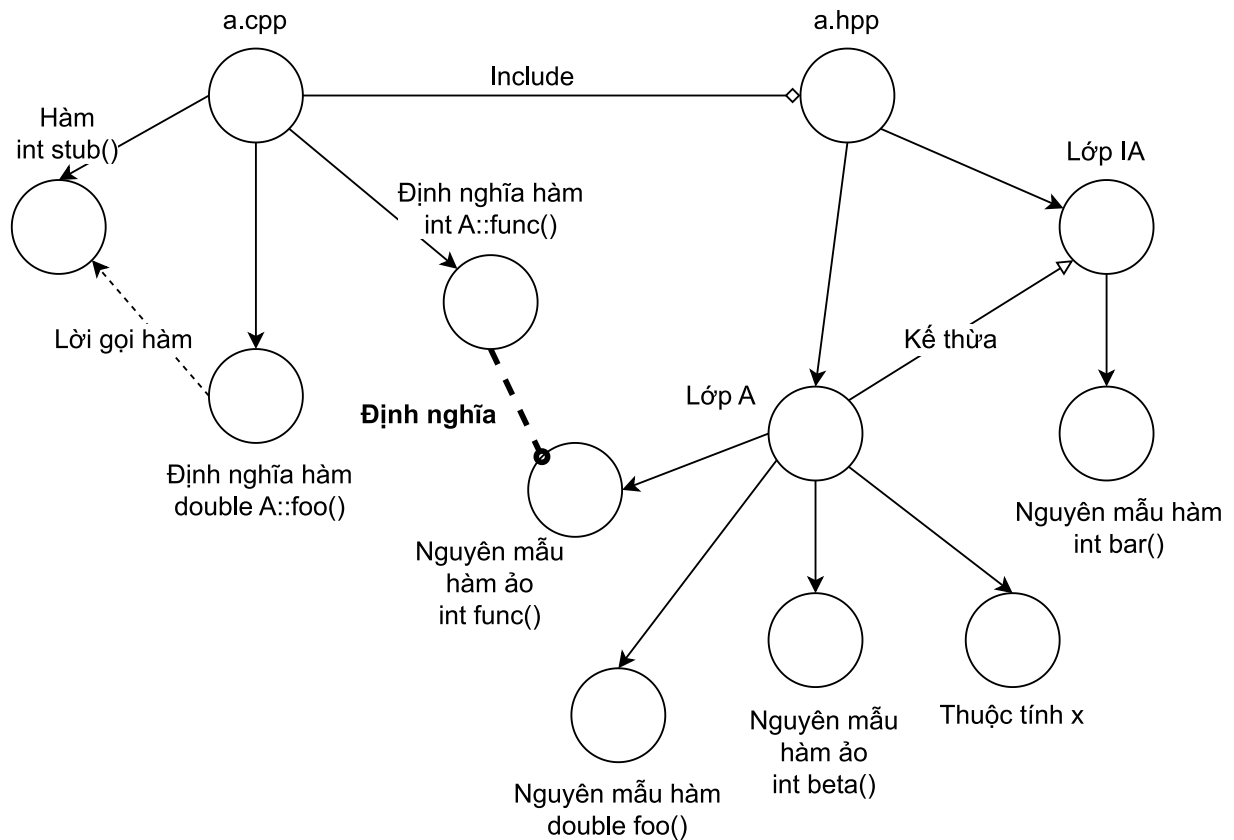 a.cpp
a.hpp
Include
Hàm
int stub()
Lớp IA
Định nghĩa hàm
int A::func()
Lời gọi hàm
Kế thừa
Lớp A
Định nghĩa
Định nghĩa hàm
double A::foo()
Nguyên mẫu hàm
int bar()
Nguyên mẫu
hàm ảo
int func()
Nguyên mẫu
hàm ảo
int beta()
Thuộc tính x
Nguyên mẫu hàm
double foo()